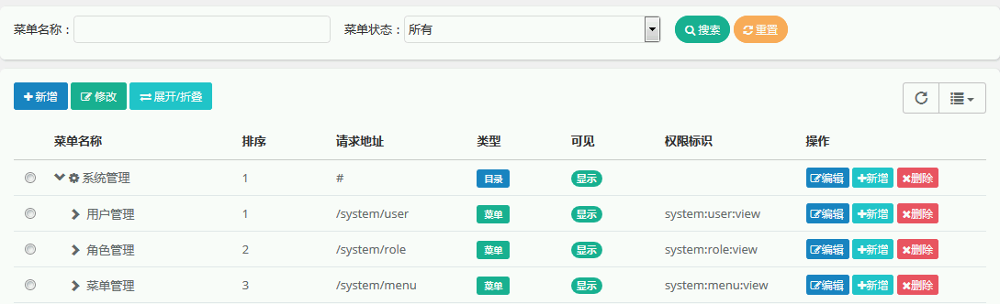 菜单名称： 菜单状态： 所有 搜索 重置
新增 修改 展开/折叠
菜单名称 排序 请求地址 类型 可见 权限标识 操作
系统管理 1 # 目录 显示 编辑 新增 删除
用户管理 1 /system/user 菜单 显示 system:user:view 编辑 新增 删除
角色管理 2 /system/role 菜单 显示 system:role:view 编辑 新增 删除
菜单管理 3 /system/menu 菜单 显示 system:menu:view 编辑 新增 删除